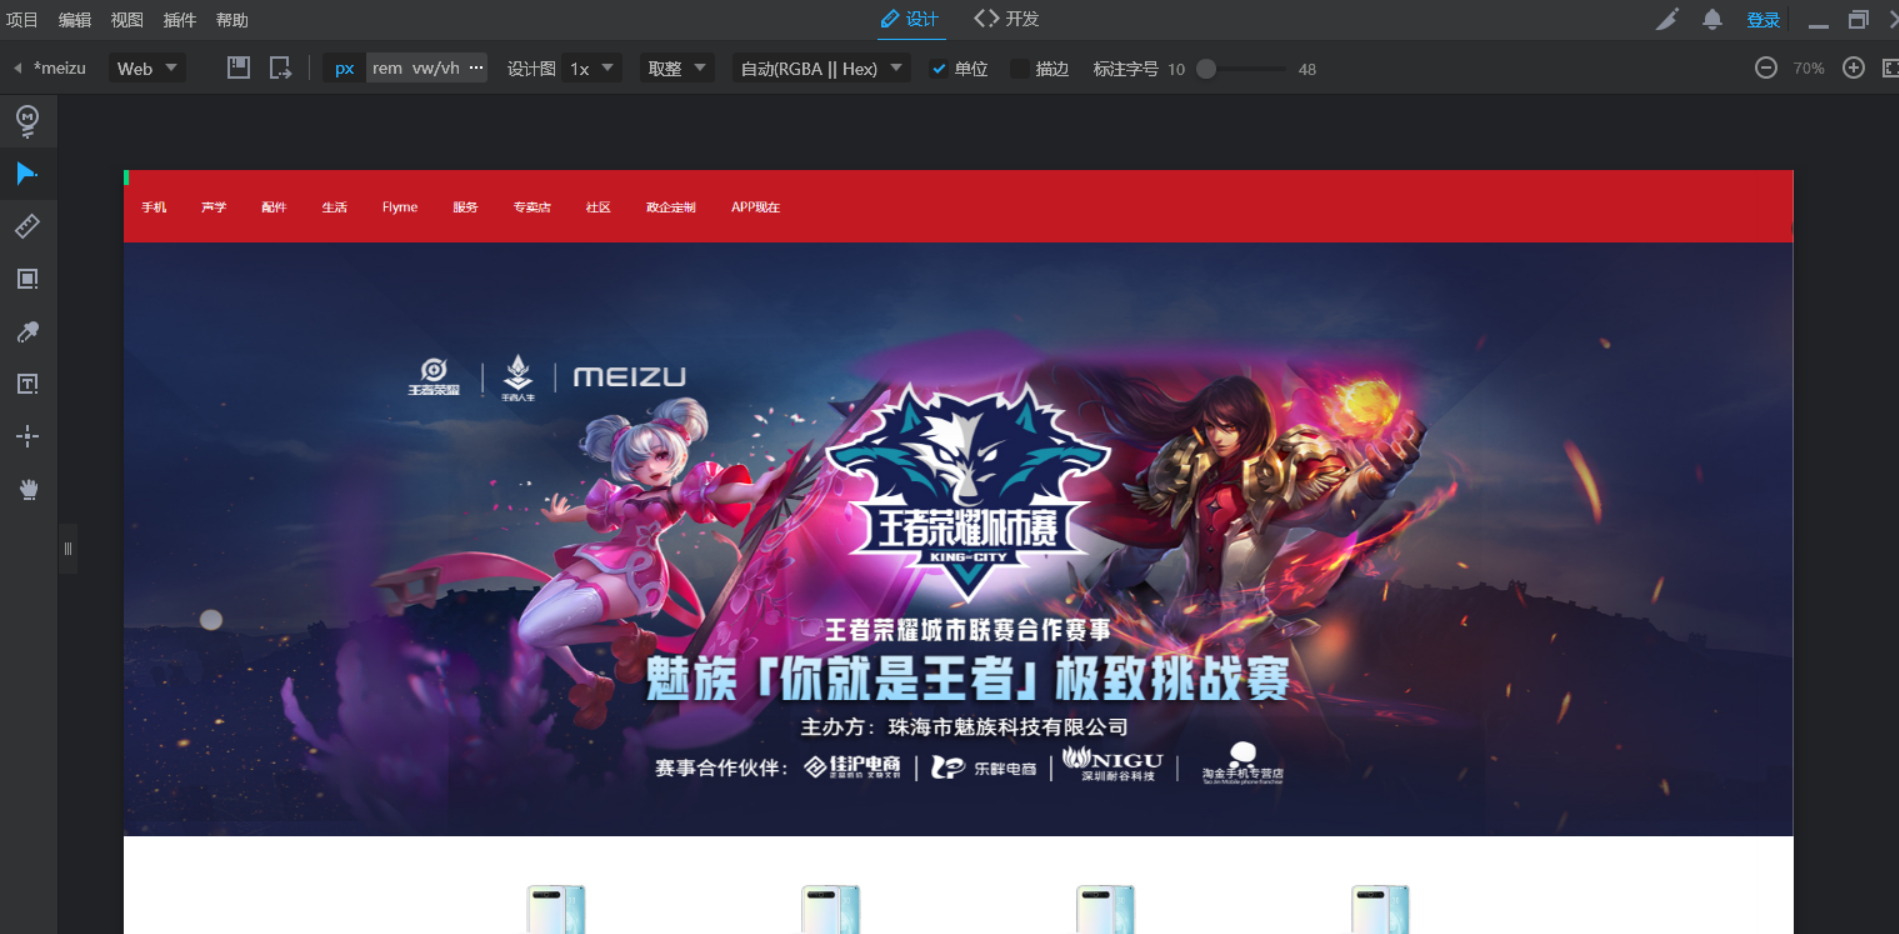 项目 编辑 视图 插件 帮助 设计 开发 登录
*meizu Web px rem vw/vh ··· 设计图 1x 取整 自动(RGBA || Hex) 单位 描边 标注字号 10 48 70%
手机 声学 配件 生活 Flyme 服务 专卖店 社区 政企定制 APP现在
王者荣耀 王者人生 MEIZU
王者荣耀城市赛
KING-CITY
王者荣耀城市联赛合作赛事
魅族「你就是王者」极致挑战赛
主办方：珠海市魅族科技有限公司
赛事合作伙伴： 佳沪电商 乐畔电商 NIGU 深圳耐谷科技 淘金手机专营店